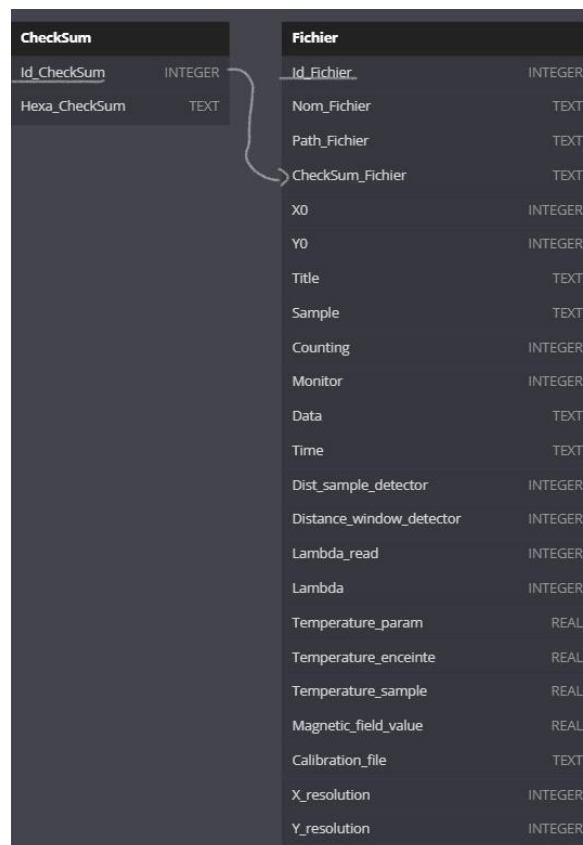 CheckSum
Id_CheckSum INTEGER
Hexa_CheckSum TEXT
Fichier
Id_Fichier INTEGER
Nom_Fichier TEXT
Path_Fichier TEXT
CheckSum_Fichier TEXT
X0 INTEGER
Y0 INTEGER
Title TEXT
Sample TEXT
Counting INTEGER
Monitor INTEGER
Data TEXT
Time TEXT
Dist_sample_detector INTEGER
Distance_window_detector INTEGER
Lambda_read INTEGER
Lambda INTEGER
Temperature_param REAL
Temperature_enceinte REAL
Temperature_sample REAL
Magnetic_field_value REAL
Calibration_file TEXT
X_resolution INTEGER
Y_resolution INTEGER